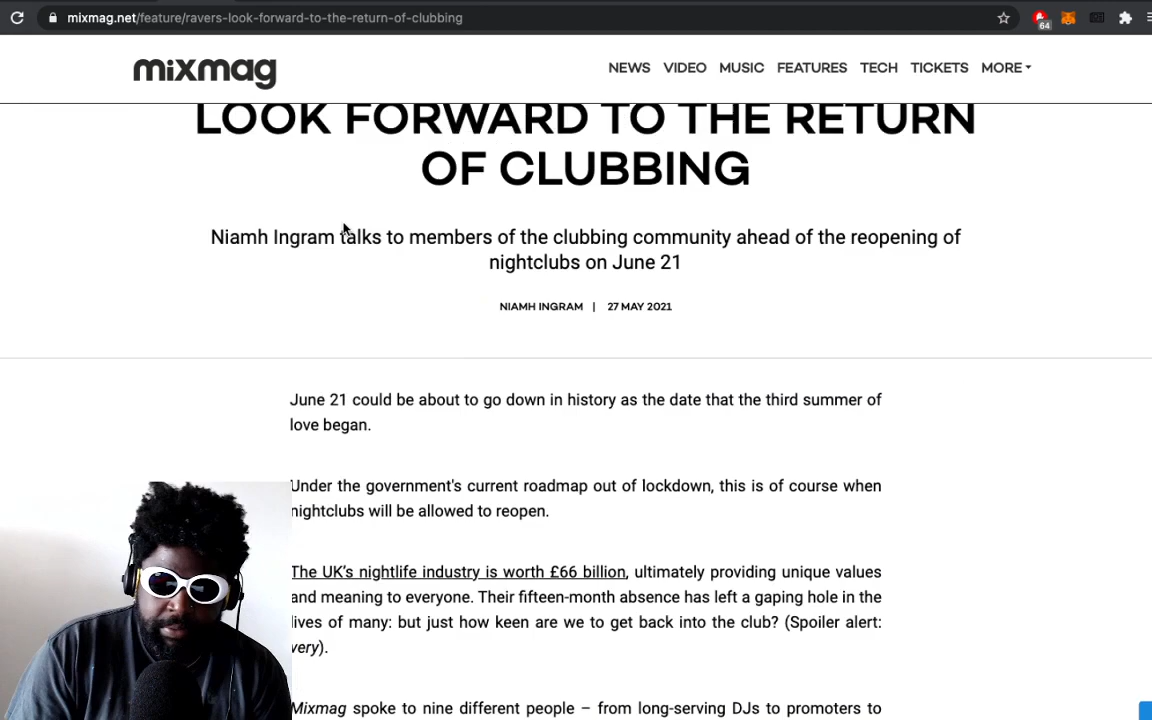 mixmag.net/feature/ravers-look-forward-to-the-return-of-clubbing
64
mixmag
NEWS VIDEO MUSIC FEATURES TECH TICKETS MORE
LOOK FORWARD TO THE RETURN
OF CLUBBING
Niamh Ingram talks to members of the clubbing community ahead of the reopening of
nightclubs on June 21
NIAMH INGRAM | 27 MAY 2021
June 21 could be about to go down in history as the date that the third summer of
love began.
Under the government's current roadmap out of lockdown, this is of course when
nightclubs will be allowed to reopen.
The UK's nightlife industry is worth £66 billion, ultimately providing unique values
and meaning to everyone. Their fifteen-month absence has left a gaping hole in the
lives of many: but just how keen are we to get back into the club? (Spoiler alert:
very).
Mixmag spoke to nine different people – from long-serving DJs to promoters to